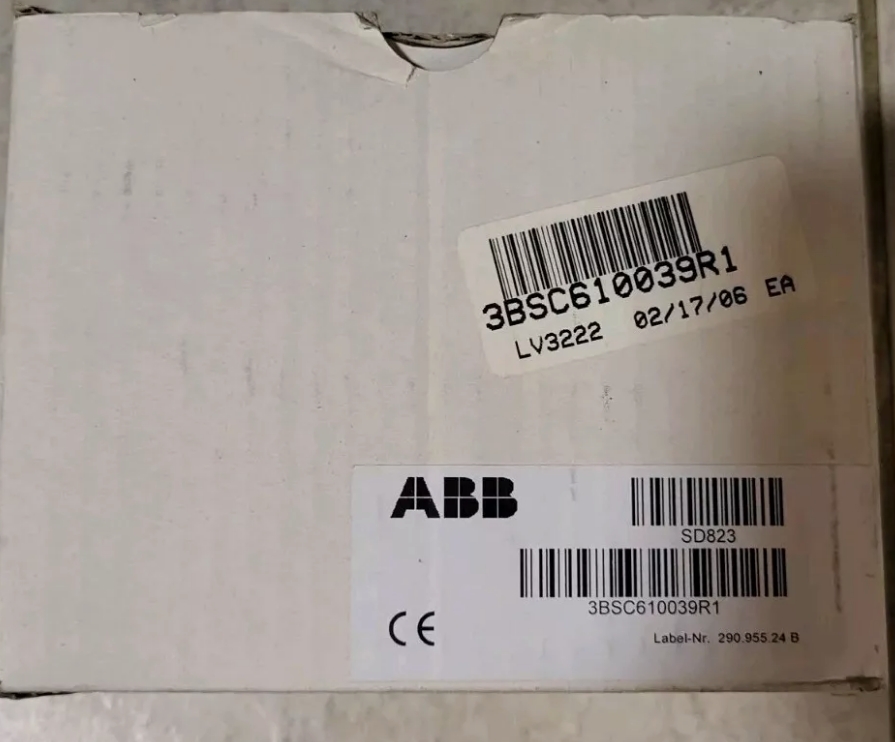 3BSC610039R1
LV3222 02/17/06 EA
ABB
SD823
3BSC610039R1
CE
Label-Nr. 290.955.24 B